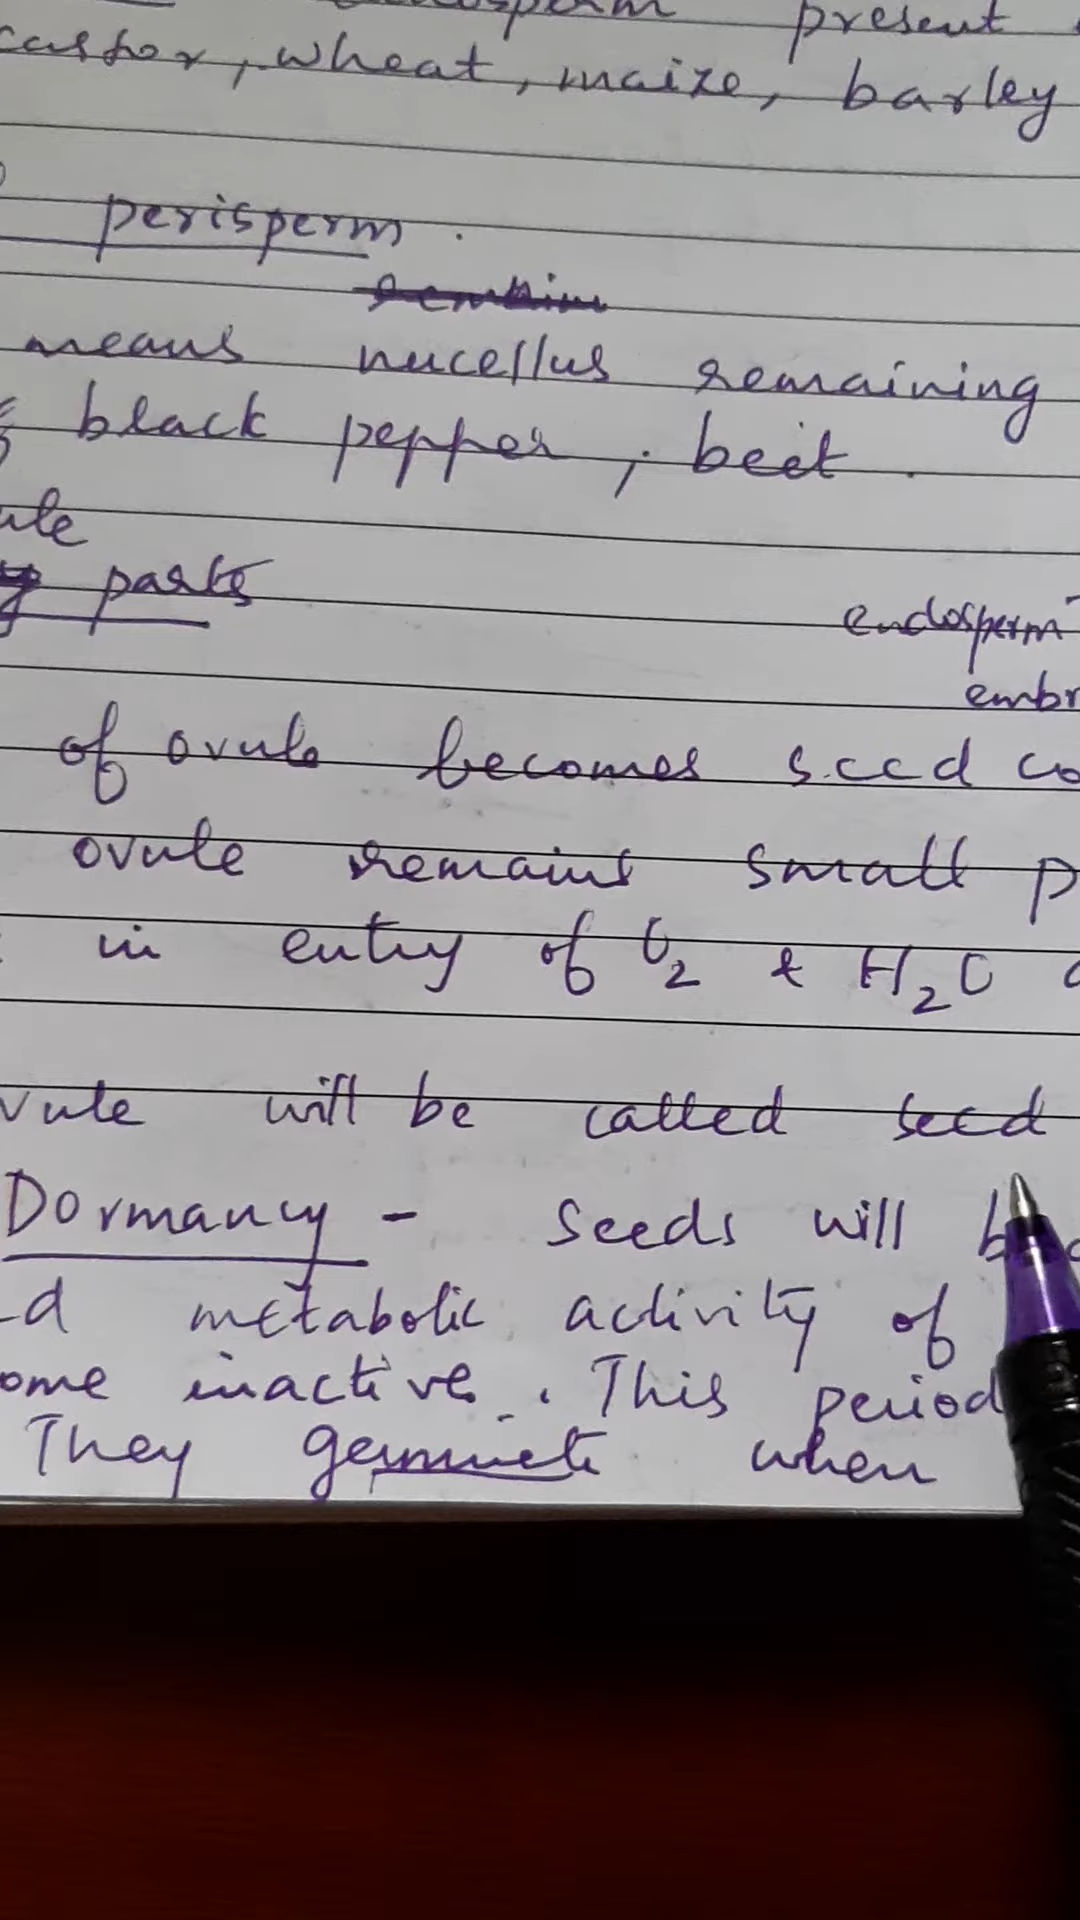 endosperm present
castor, wheat, maize, barley
perisperm.
means nucellus remaining
black pepper, beet.
parts
endosperm
embr
of ovule becomes seed co
ovule remains small p
in entry of O2 & H2O
vule will be called seed
Dormancy - Seeds will b
d metabolic activity of
ome inactive. This period
They germinate when